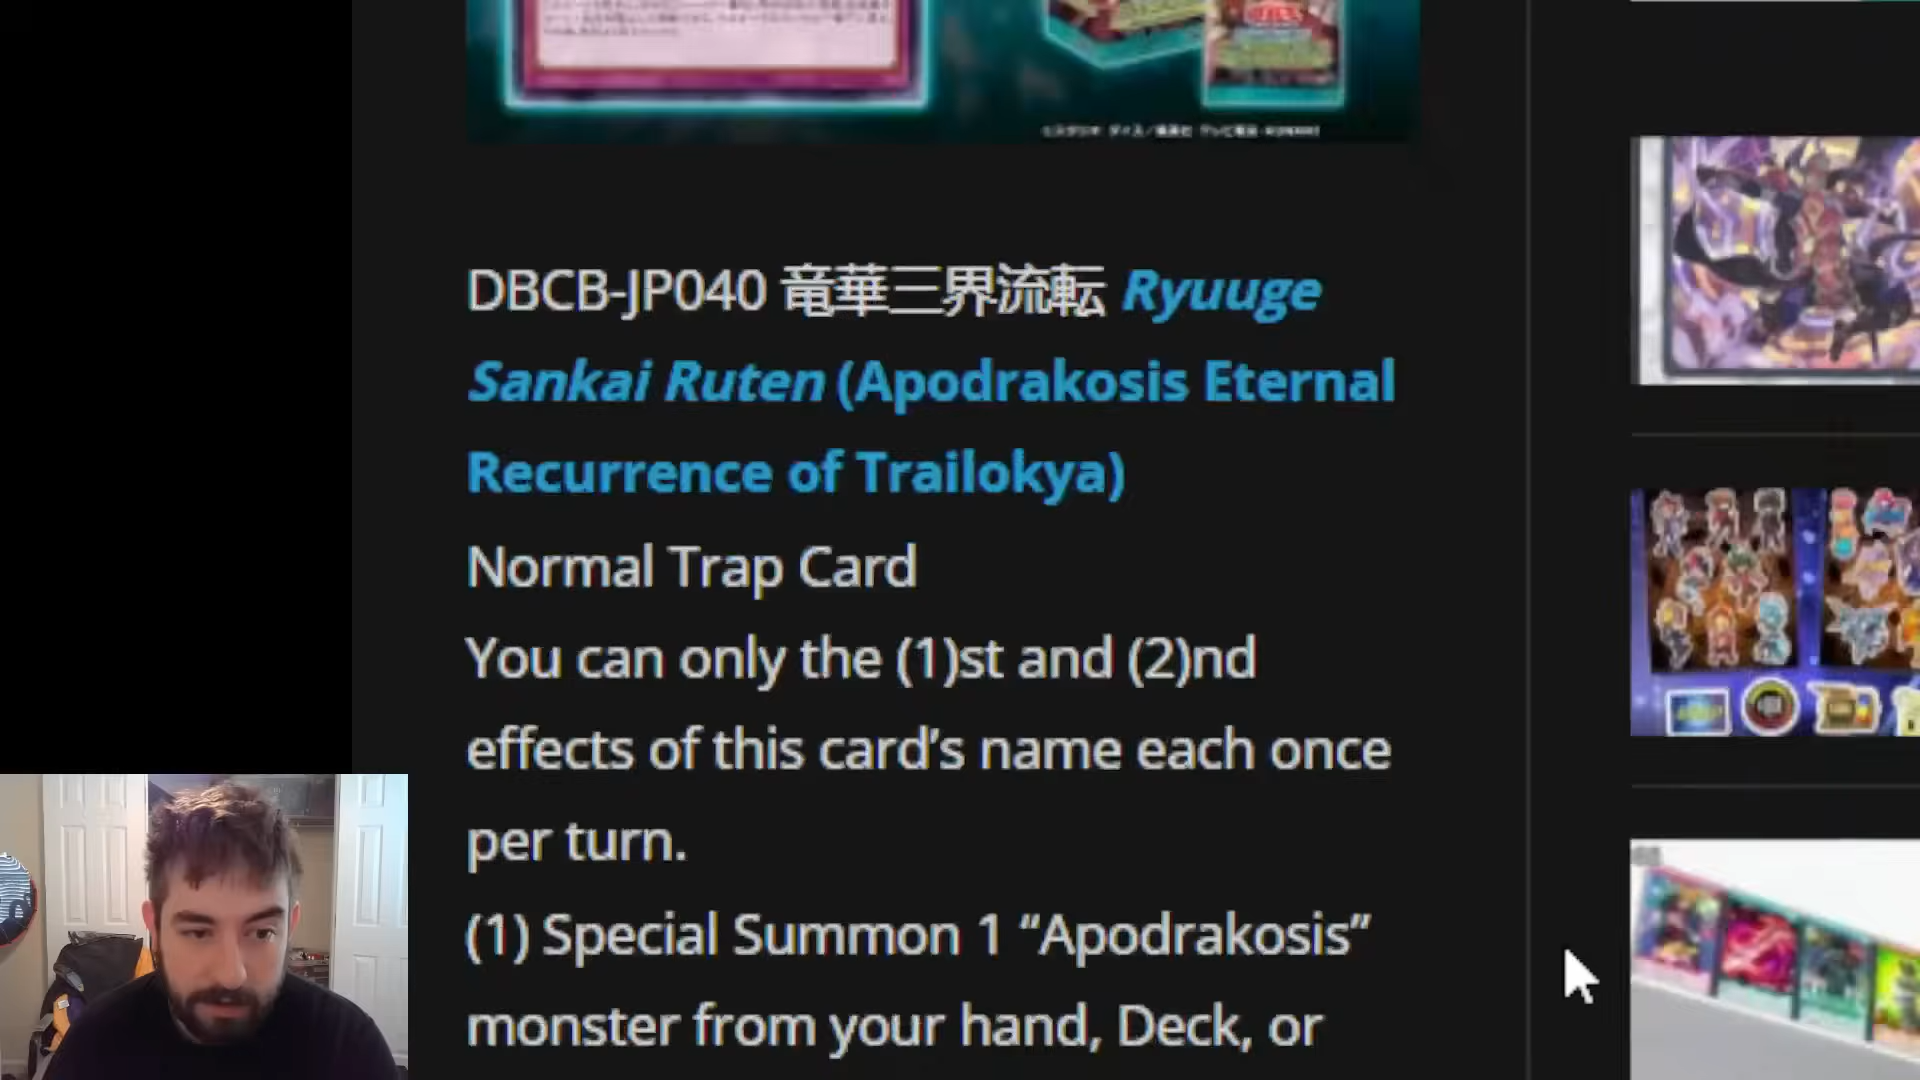 DBCB-JP040 竜華三界流転 Ryuuge
Sankai Ruten (Apodrakosis Eternal
Recurrence of Trailokya)
Normal Trap Card
You can only the (1)st and (2)nd
effects of this card’s name each once
per turn.
(1) Special Summon 1 “Apodrakosis”
monster from your hand, Deck, or